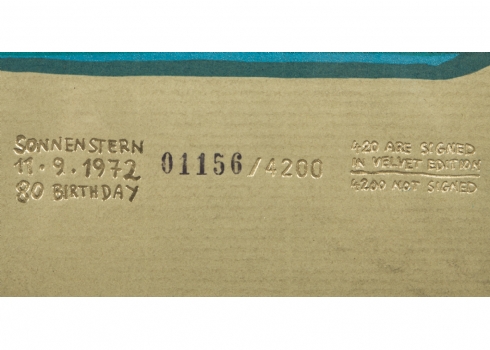 SONNENSTERN
11.9.1972
80 BIRTHDAY
01156/4200
420 ARE SIGNED
IN VELVET EDITION
4200 NOT SIGNED